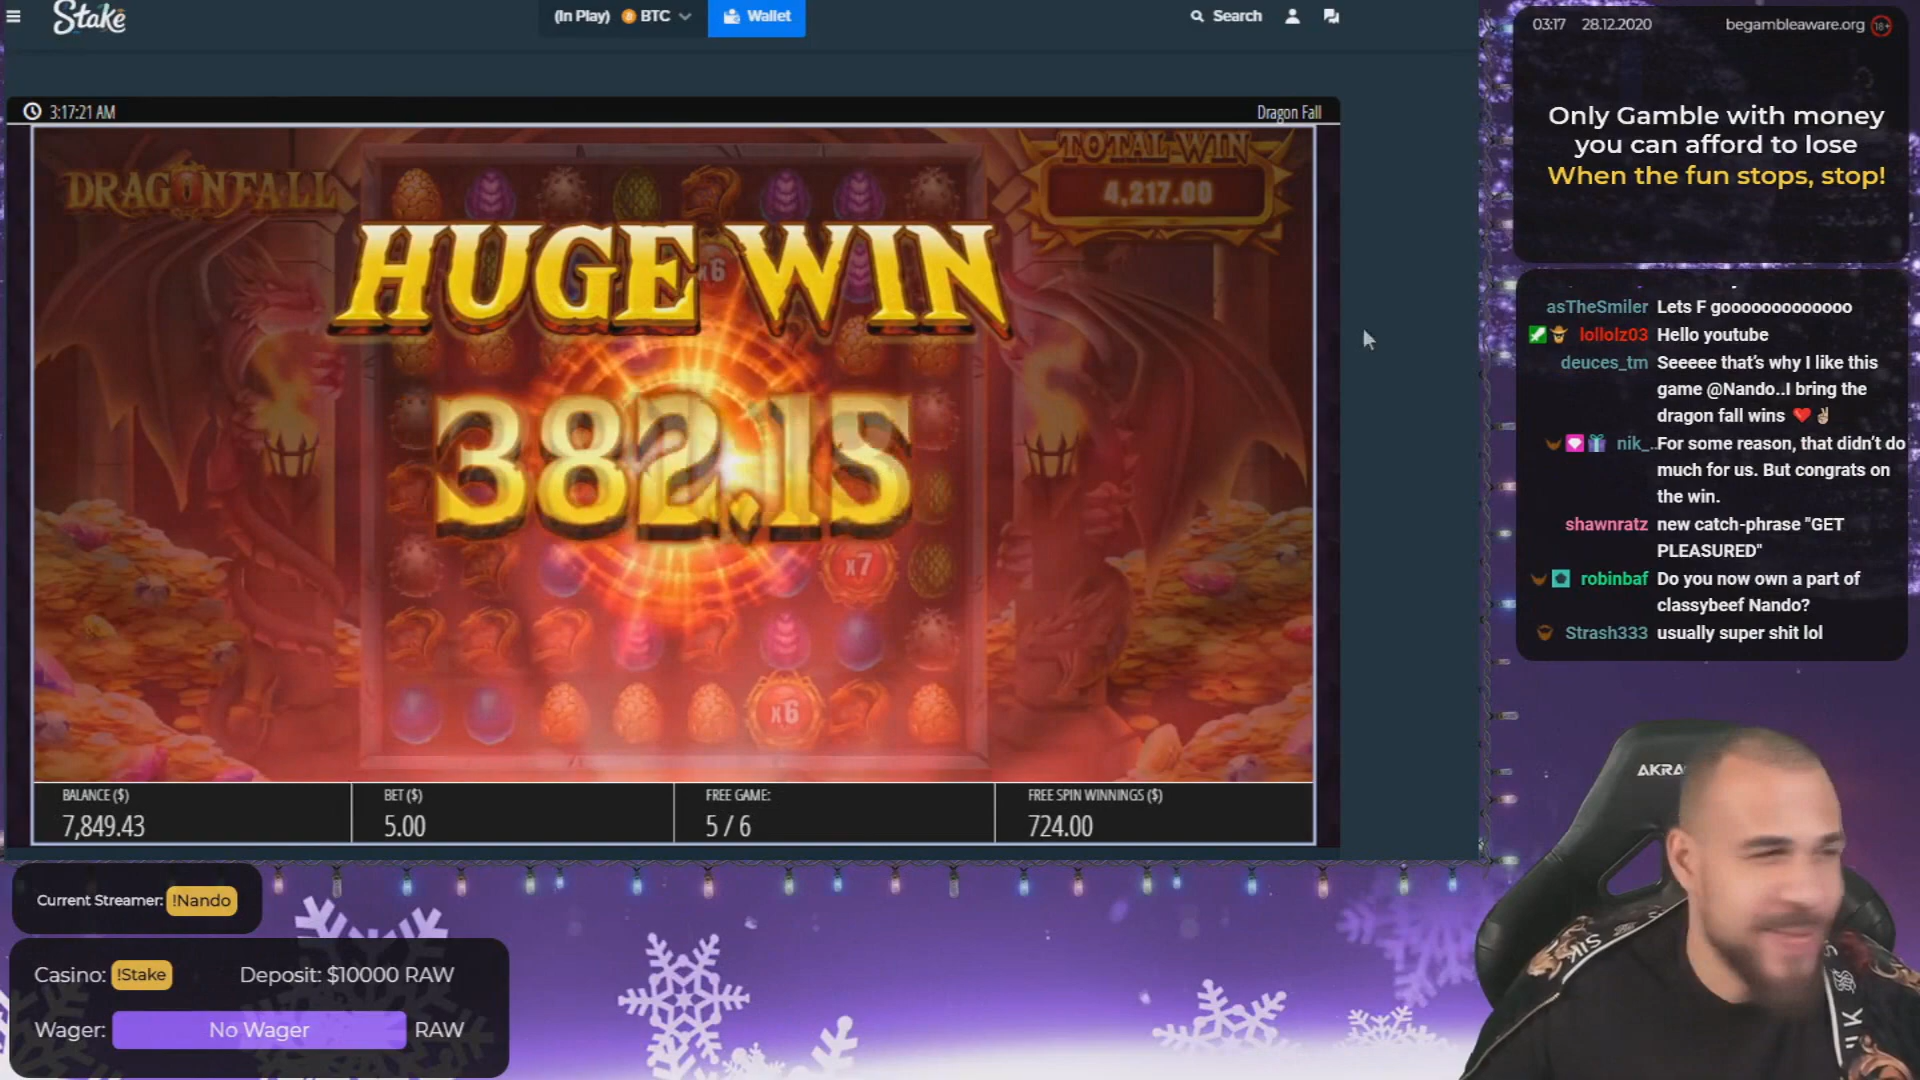 Stake
(In Play) BTC
Wallet
Search
3:17:21 AM
Dragon Fall
DRAGON FALL
TOTAL WIN
4,217.00
HUGE WIN
382.15
x6
x7
x6
BALANCE ($)
7,849.43
BET ($)
5.00
FREE GAME:
5 / 6
FREE SPIN WINNINGS ($)
724.00
03:17 28.12.2020 begambleaware.org 18+
Only Gamble with money
you can afford to lose
When the fun stops, stop!
asTheSmiler Lets F gooooooooooooo
lollolz03 Hello youtube
deuces_tm Seeeee that's why I like this
game @Nando..I bring the
dragon fall wins
nik_.. For some reason, that didn't do
much for us. But congrats on
the win.
shawnratz new catch-phrase "GET
PLEASURED"
robinbaf Do you now own a part of
classybeef Nando?
Strash333 usually super shit lol
Current Streamer: !Nando
Casino: !Stake Deposit: $10000 RAW
Wager: No Wager RAW
AKRA
SIK